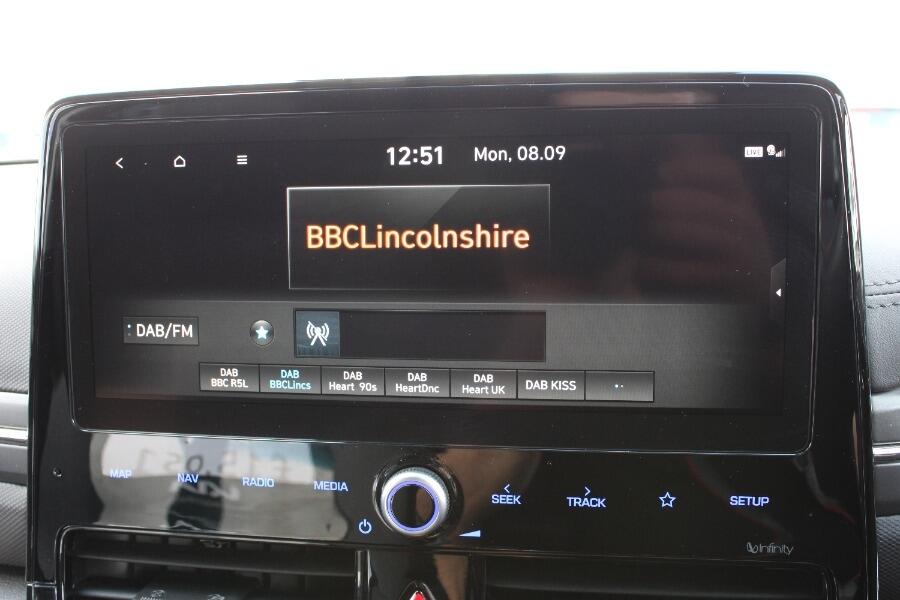 12:51 Mon, 08.09 LIVE
BBCLincolnshire
DAB/FM
DAB
BBC R5L
DAB
BBCLincs
DAB
Heart 90s
DAB
HeartDnc
DAB
Heart UK
DAB KISS
MAP NAV RADIO MEDIA SEEK TRACK SETUP
Infinity